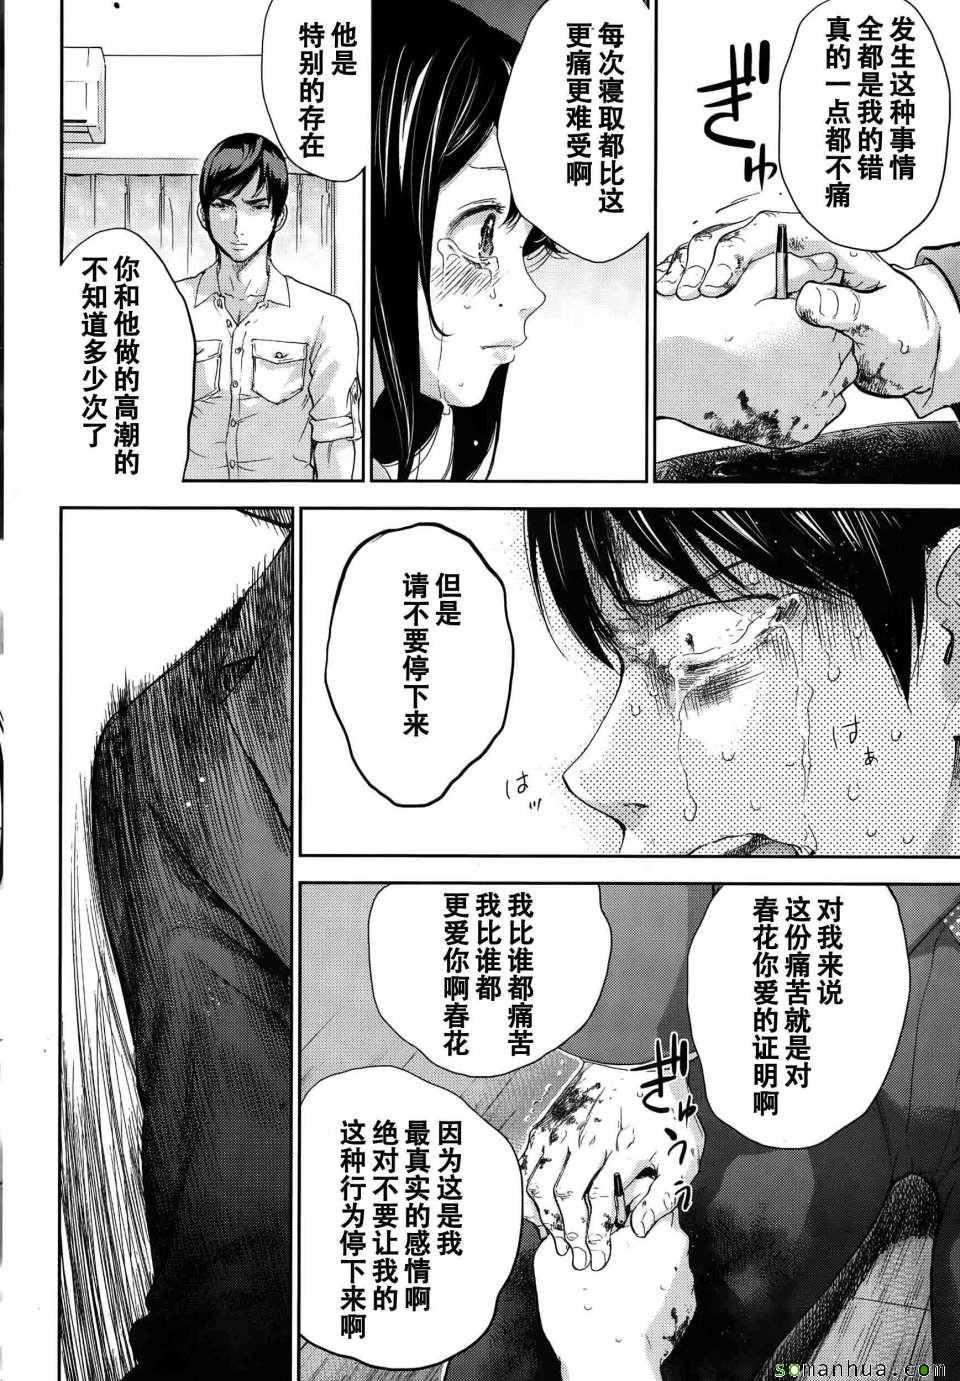 发生这种事情
全都是我的错
真的一点都不痛
ぎゅ
每次寝取都比这
更痛更难受啊
他是
特别的存在
你和他做的高潮的
不知道多少次了
但是
请不要停下来
はぁ
はッ
对我来说
这份痛苦就是对
春花你爱的证明啊
我比谁都痛苦
我比谁都
更爱你啊春花
ぎゅうっ
因为这是我
最真实的感情啊
绝对不要让我的
这种行为停下来啊
somanhua.com